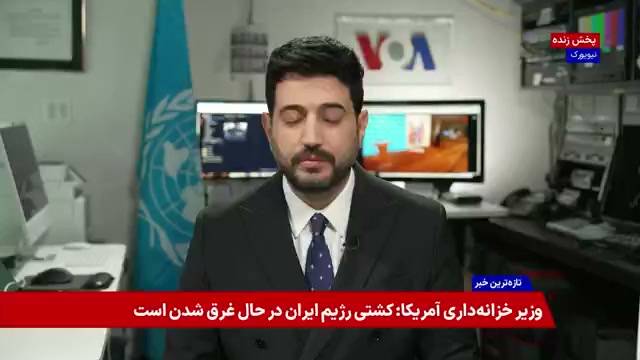 پخش زنده
نیویورک
VOA
تازه‌ترین خبر
وزیر خزانه‌داری آمریکا: کشتی رژیم ایران در حال غرق شدن است